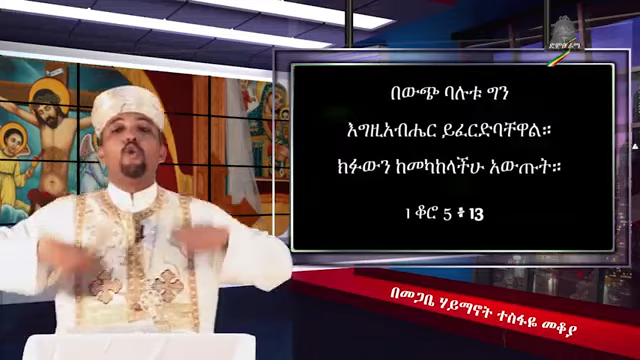 በውጭ ባሉቱ ግን
እግዚአብሔር ይፈርድባቸዋል።
ክፉውን ከመካከላችሁ አውጡት።
1 ቆሮ 5 ፥ 13
በመጋቤ ሃይማኖት ተስፋዬ መቆያ